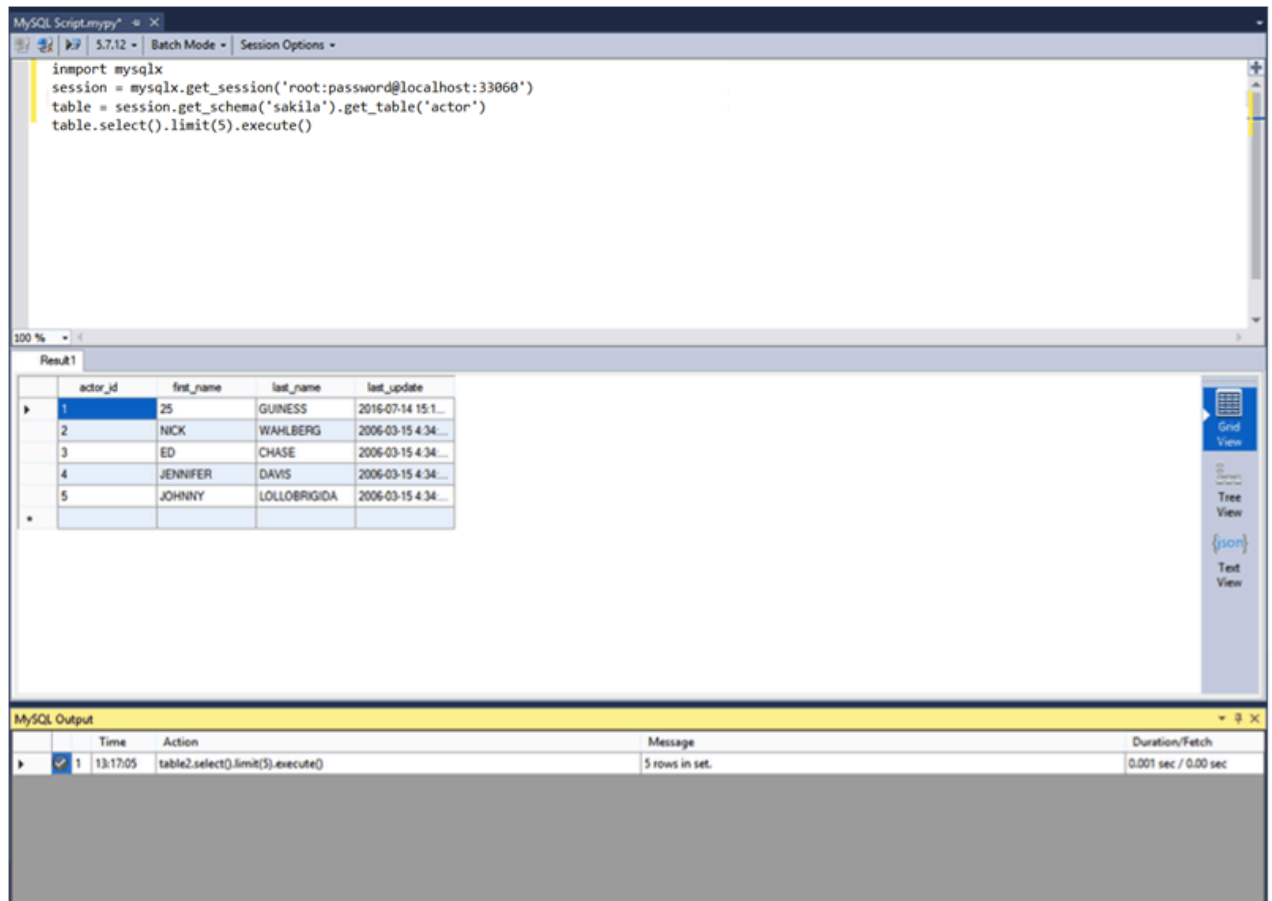 MySQL Script.mypy*
5.7.12 Batch Mode Session Options
inmport mysqlx
session = mysqlx.get_session('root:password@localhost:33060')
table = session.get_schema('sakila').get_table('actor')
table.select().limit(5).execute()
100 %
Result1
actor_id first_name last_name last_update
1 25 GUINESS 2016-07-14 15:1...
2 NICK WAHLBERG 2006-03-15 4:34:...
3 ED CHASE 2006-03-15 4:34:...
4 JENNIFER DAVIS 2006-03-15 4:34:...
5 JOHNNY LOLLOBRIGIDA 2006-03-15 4:34:...
*
Grid
View
Tree
View
{json}
Text
View
MySQL Output
Time Action Message Duration/Fetch
1 13:17:05 table2.select().limit(5).execute() 5 rows in set. 0.001 sec / 0.00 sec